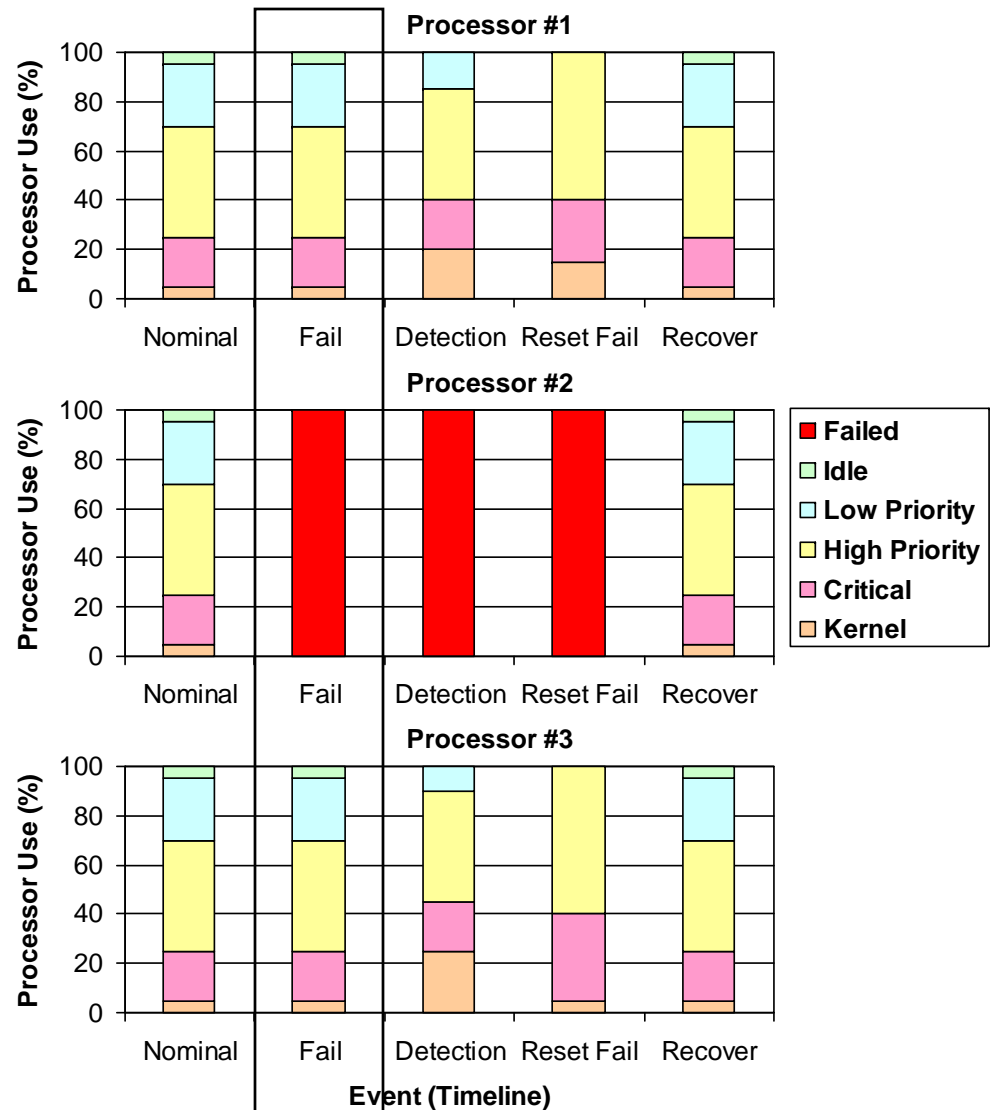 Processor #1
Processor Use (%)
100
80
60
40
20
0
Nominal Fail Detection Reset Fail Recover
Processor #2
Processor Use (%)
100
80
60
40
20
0
Nominal Fail Detection Reset Fail Recover
Failed
Idle
Low Priority
High Priority
Critical
Kernel
Processor #3
Processor Use (%)
100
80
60
40
20
0
Nominal Fail Detection Reset Fail Recover
Event (Timeline)